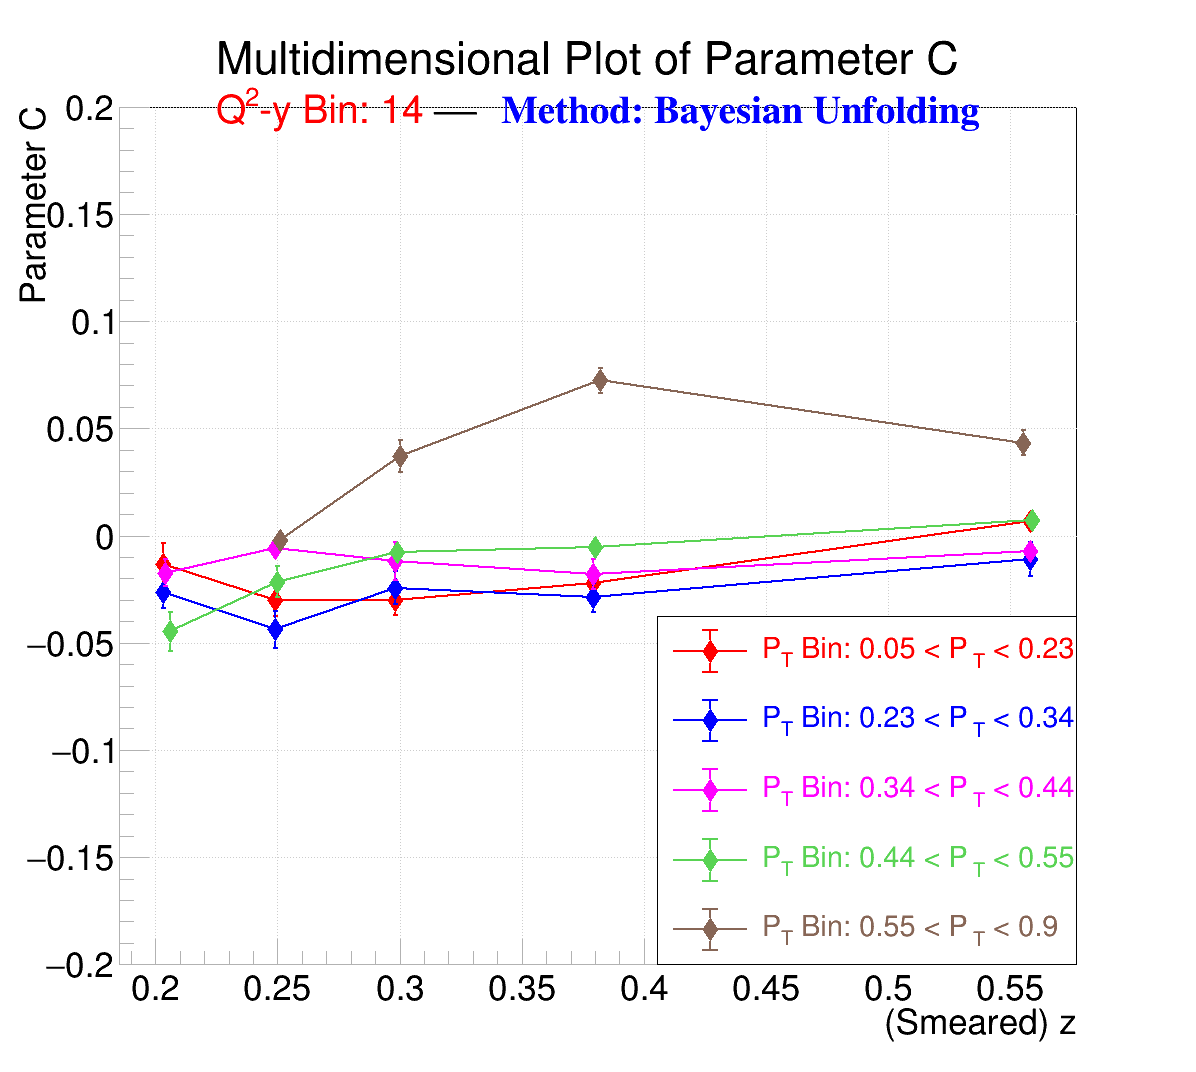 Multidimensional Plot of Parameter C
Q2-y Bin: 14 — Method: Bayesian Unfolding
Parameter C
0.2
0.15
0.1
0.05
0
−0.05
−0.1
−0.15
−0.2
PT Bin: 0.05 < PT < 0.23
PT Bin: 0.23 < PT < 0.34
PT Bin: 0.34 < PT < 0.44
PT Bin: 0.44 < PT < 0.55
PT Bin: 0.55 < PT < 0.9
0.2 0.25 0.3 0.35 0.4 0.45 0.5 0.55
(Smeared) z